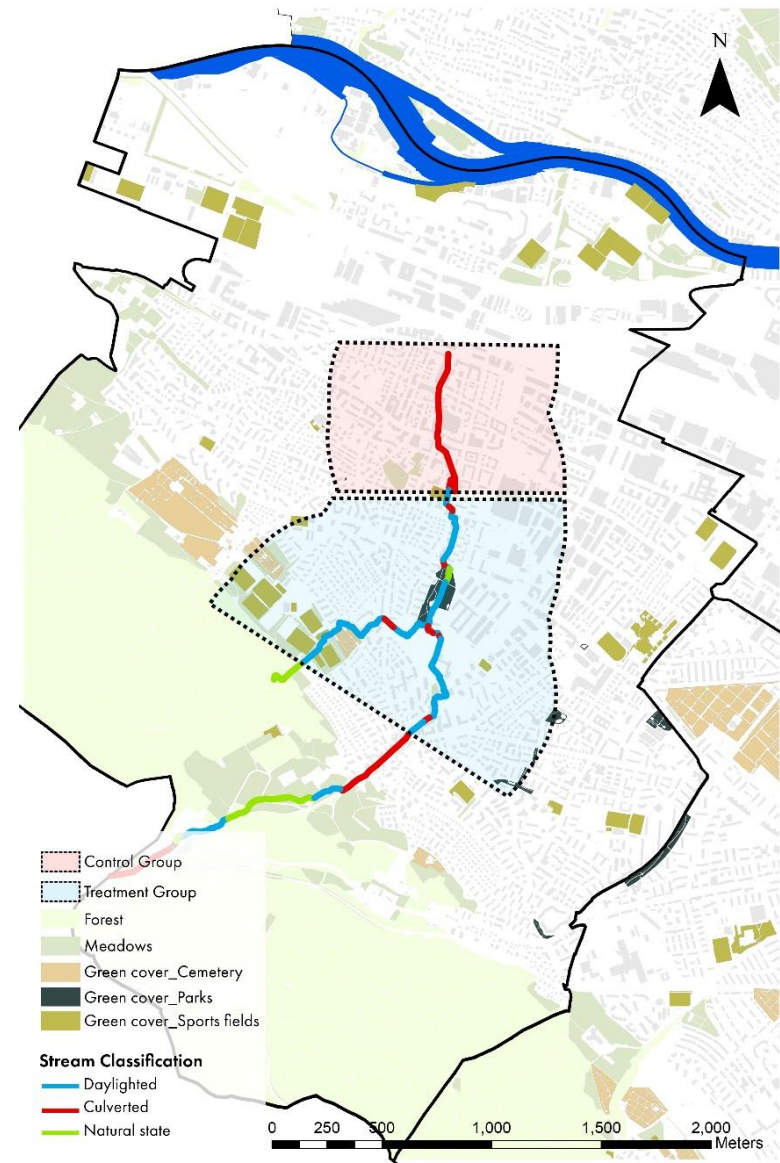 N
Control Group
Treatment Group
Forest
Meadows
Green cover_Cemetery
Green cover_Parks
Green cover_Sports fields
Stream Classification
Daylighted
Culverted
Natural state
0 250 500 1,000 1,500 2,000
Meters